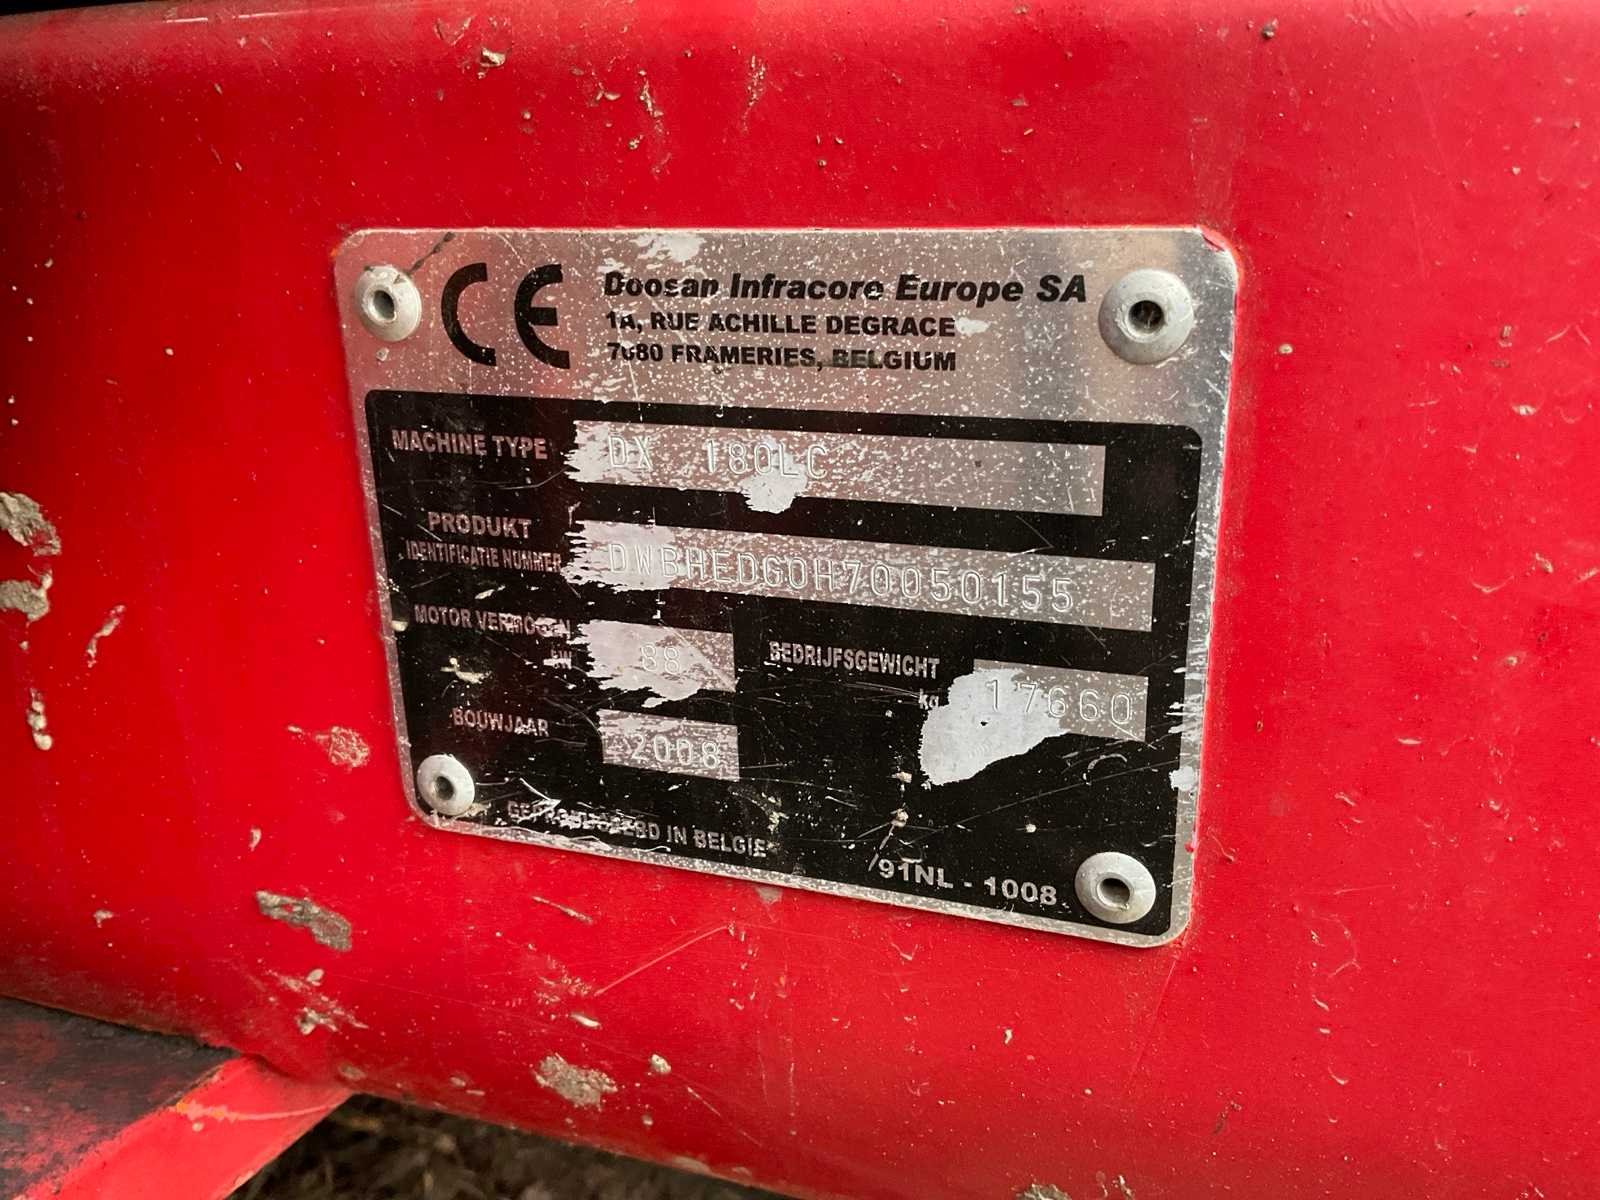 CE
Doosan Infracore Europe SA
1A, RUE ACHILLE DEGRACE
7080 FRAMERIES, BELGIUM
MACHINE TYPE DX 180LC
PRODUKT
IDENTIFICATIE NUMMER DWBHEDG0H70050155
MOTOR VERMOGEN
kW 88
BEDRIJFSGEWICHT
kg 17660
BOUWJAAR 2008
GEPRODUCEERD IN BELGIE
91NL - 1008